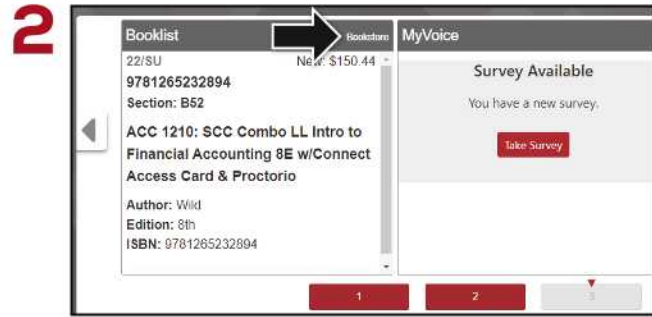 2
Booklist
Bookstore
MyVoice
22/SU
New: $150.44
9781265232894
Section: B52
ACC 1210: SCC Combo LL Intro to
Financial Accounting 8E w/Connect
Access Card & Proctorio
Author: Wild
Edition: 8th
ISBN: 9781265232894
Survey Available
You have a new survey.
Take Survey
1
2
3